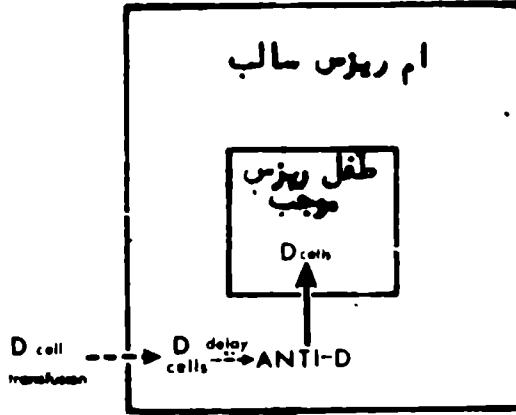 ام ريزس سالب
طفل ريزس
موجب
D cells
D cell transfusion
D cells
delay
ANTI-D